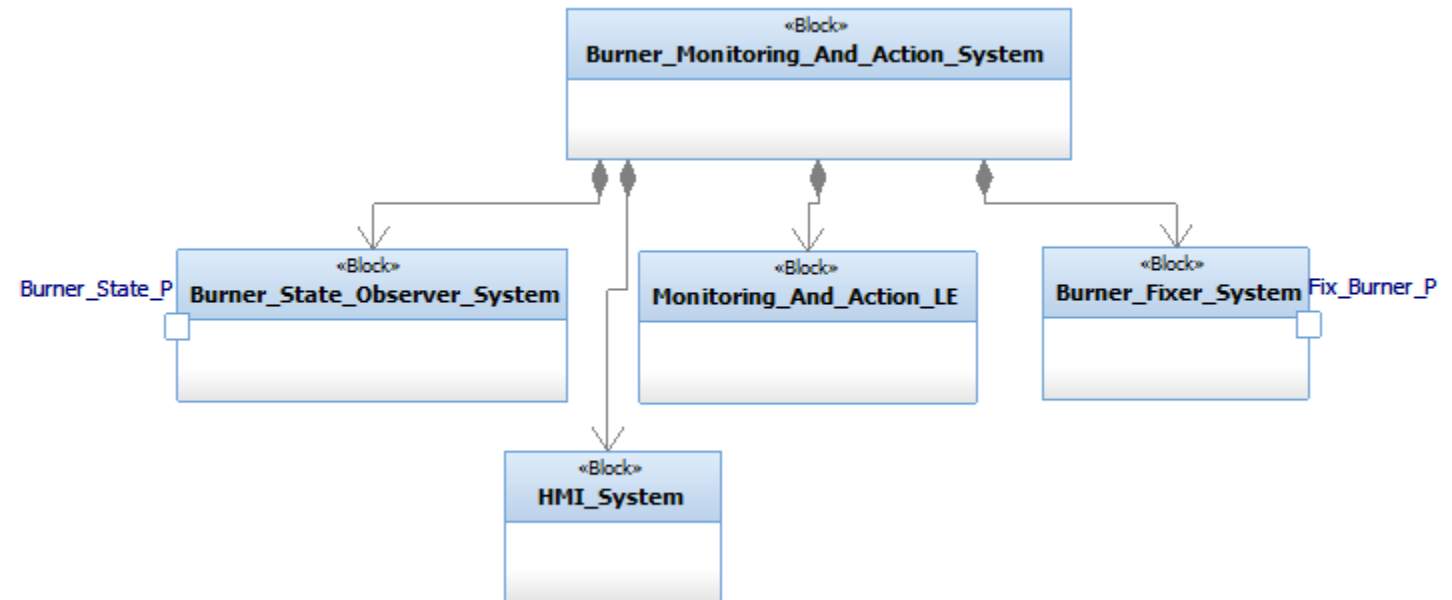 «Block»
Burner_Monitoring_And_Action_System
«Block»
Burner_State_Observer_System
Burner_State_P
«Block»
Monitoring_And_Action_LE
«Block»
Burner_Fixer_System
Fix_Burner_P
«Block»
HMI_System